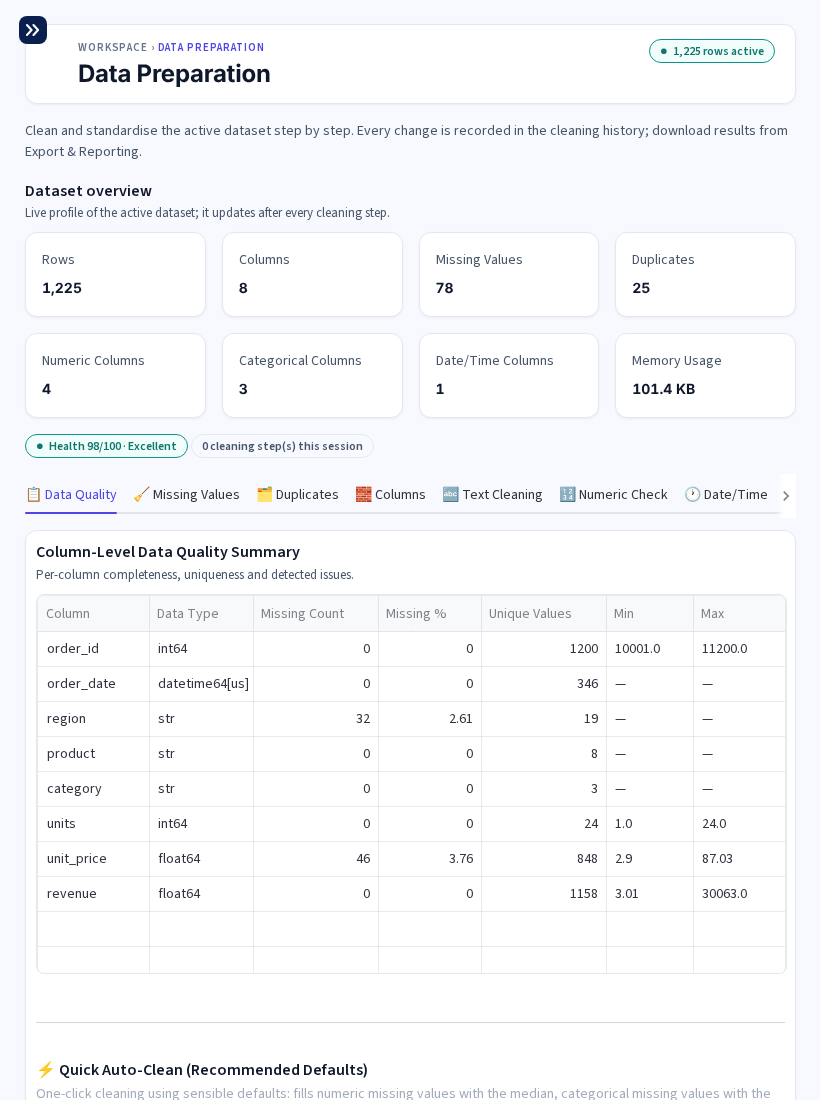 WORKSPACE › DATA PREPARATION
Data Preparation
1,225 rows active
Clean and standardise the active dataset step by step. Every change is recorded in the cleaning history; download results from
Export & Reporting.
Dataset overview
Live profile of the active dataset; it updates after every cleaning step.
Rows
1,225
Columns
8
Missing Values
78
Duplicates
25
Numeric Columns
4
Categorical Columns
3
Date/Time Columns
1
Memory Usage
101.4 KB
Health 98/100 · Excellent
0 cleaning step(s) this session
📋 Data Quality 🧹 Missing Values 🗂️ Duplicates 🧱 Columns 🔤 Text Cleaning 🔢 Numeric Check 🕐 Date/Time
Column-Level Data Quality Summary
Per-column completeness, uniqueness and detected issues.
Column Data Type Missing Count Missing % Unique Values Min Max
order_id int64 0 0 1200 10001.0 11200.0
order_date datetime64[us] 0 0 346 — —
region str 32 2.61 19 — —
product str 0 0 8 — —
category str 0 0 3 — —
units int64 0 0 24 1.0 24.0
unit_price float64 46 3.76 848 2.9 87.03
revenue float64 0 0 1158 3.01 30063.0
⚡ Quick Auto-Clean (Recommended Defaults)
One-click cleaning using sensible defaults: fills numeric missing values with the median, categorical missing values with the